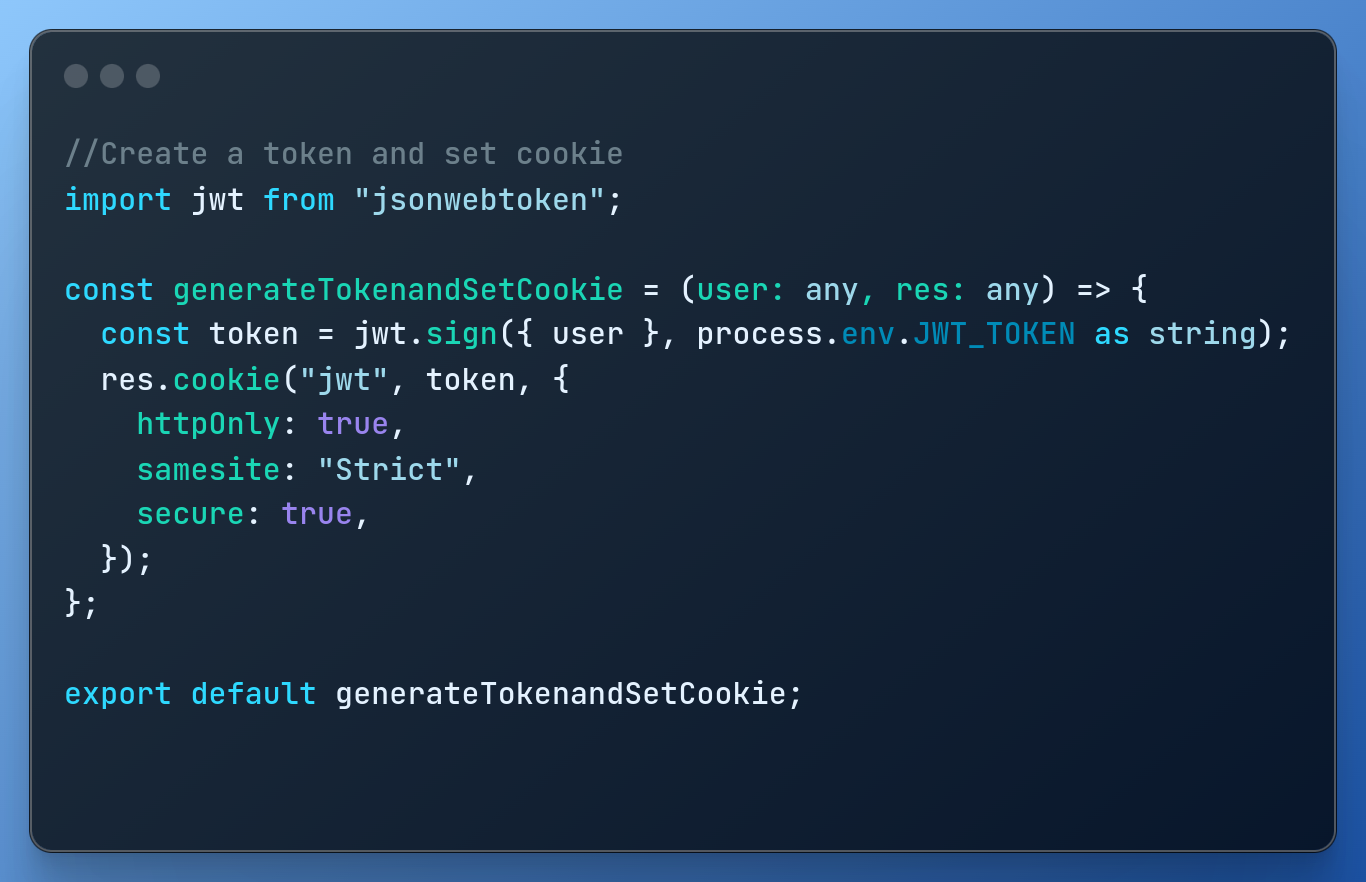 //Create a token and set cookie
import jwt from "jsonwebtoken";
const generateTokenandSetCookie = (user: any, res: any) => {
const token = jwt.sign({ user }, process.env.JWT_TOKEN as string);
res.cookie("jwt", token, {
httpOnly: true,
samesite: "Strict",
secure: true,
});
};
export default generateTokenandSetCookie;